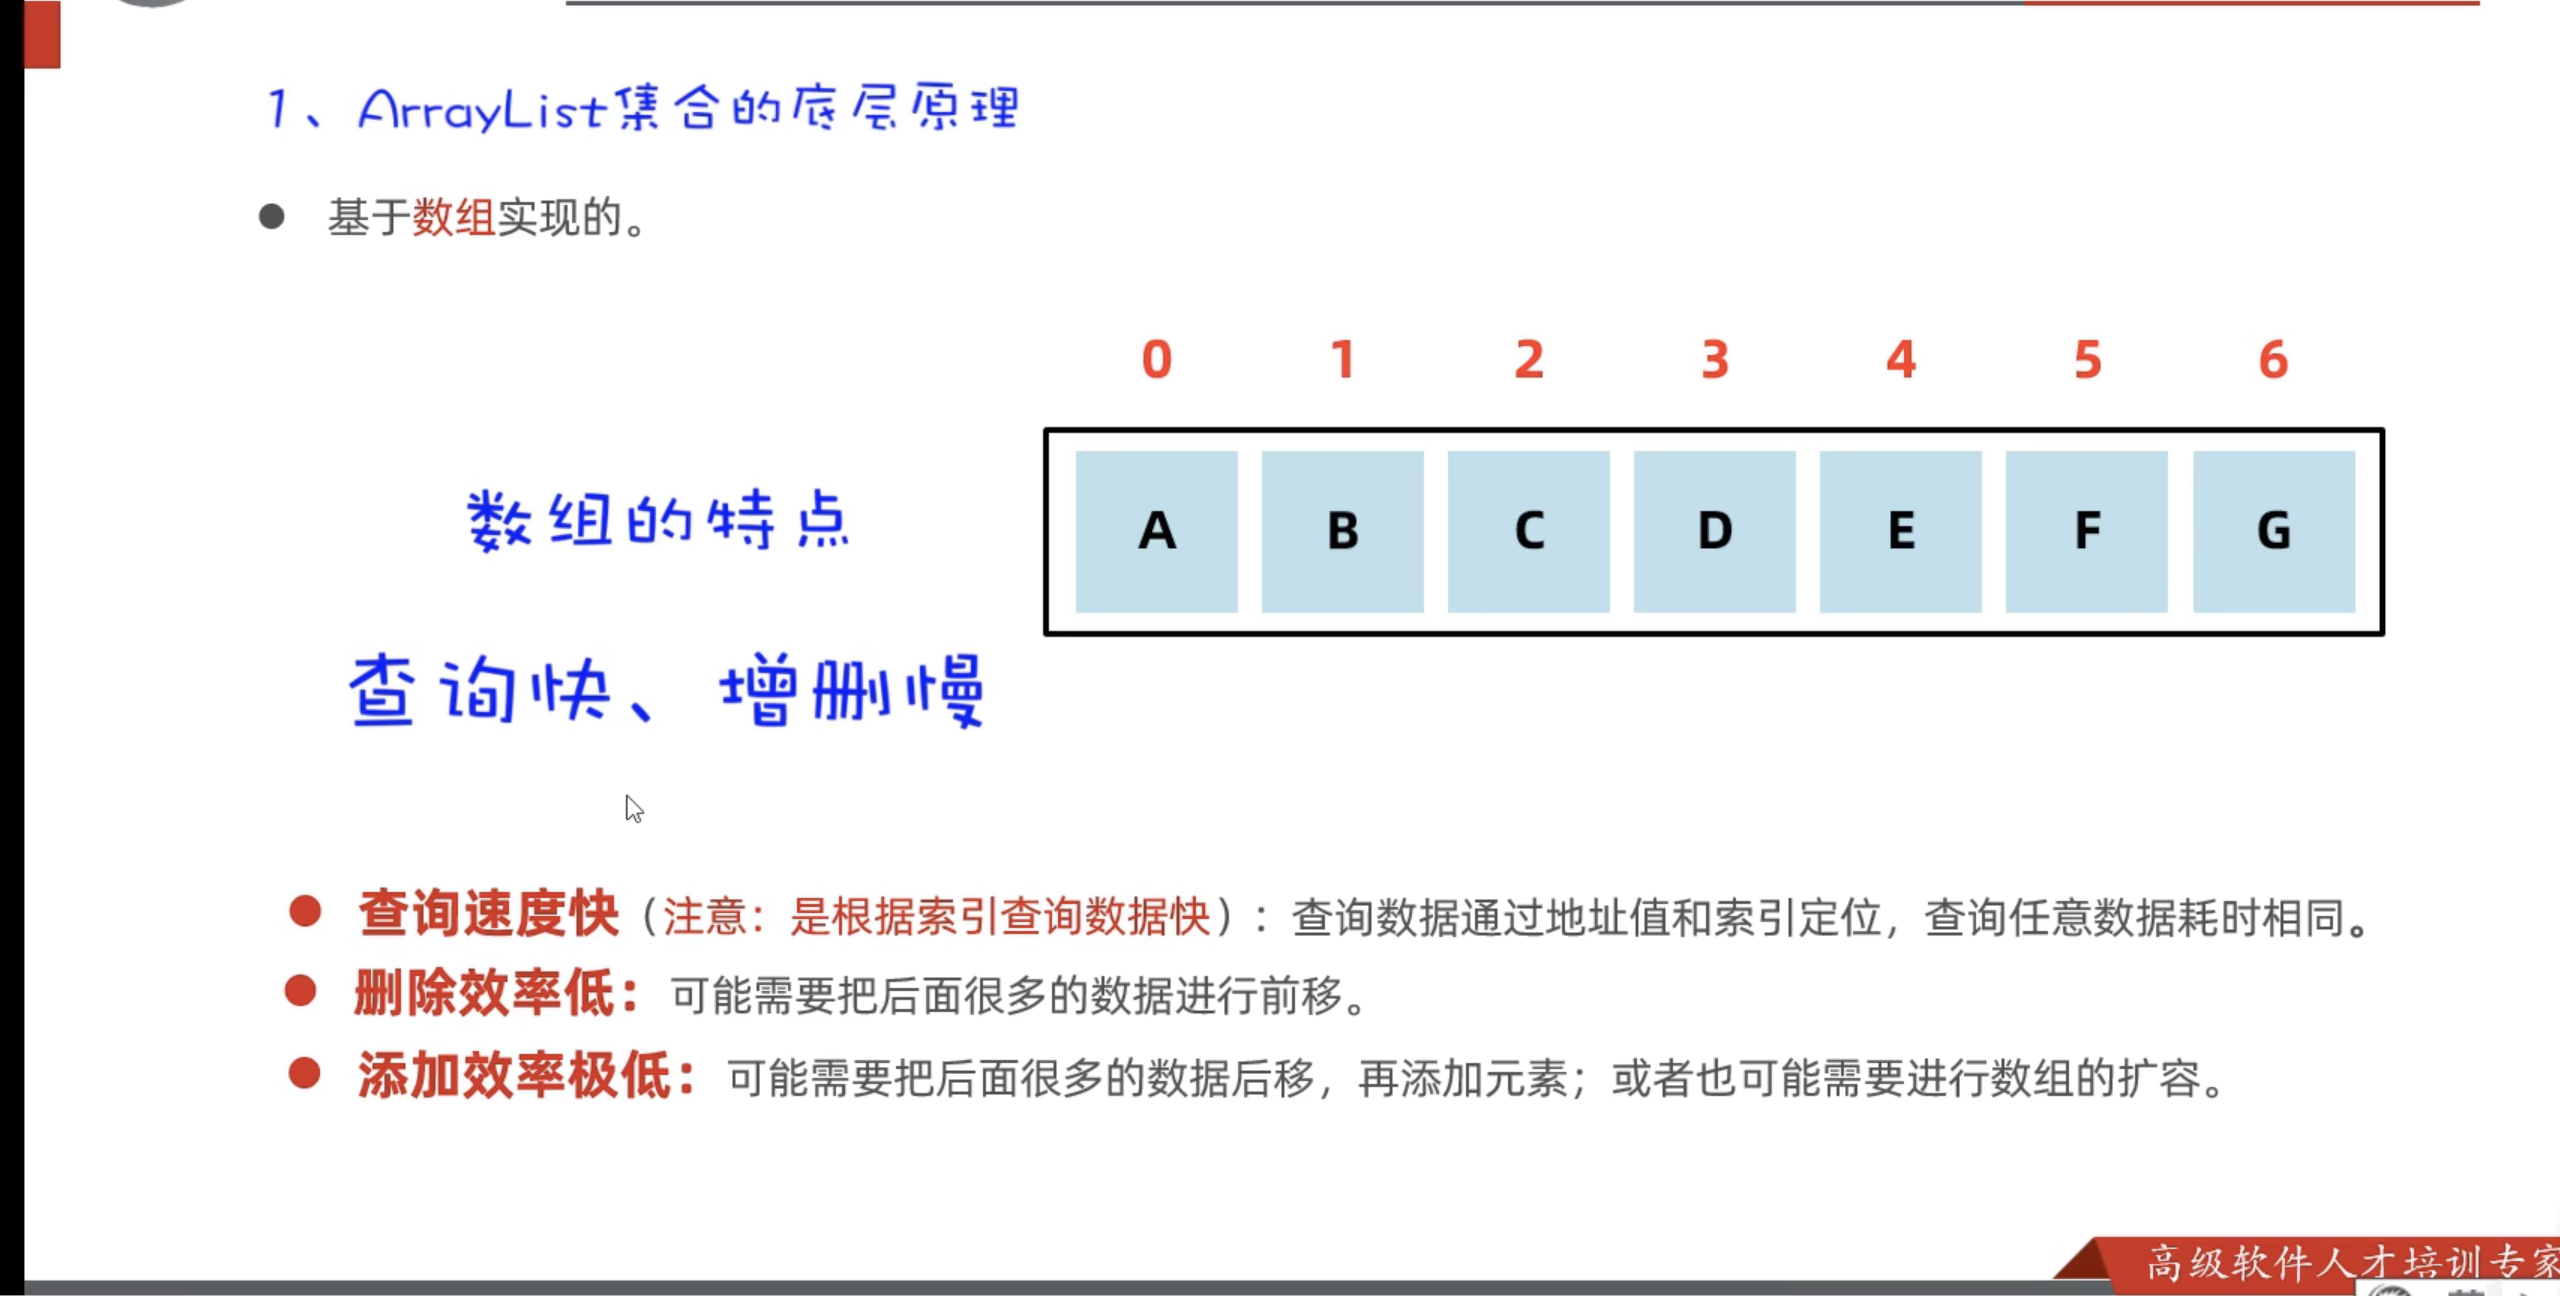 1、ArrayList集合的底层原理
基于数组实现的。
0 1 2 3 4 5 6
A B C D E F G
数组的特点
查询快、增删慢
查询速度快（注意：是根据索引查询数据快）：查询数据通过地址值和索引定位，查询任意数据耗时相同。
删除效率低：可能需要把后面很多的数据进行前移。
添加效率极低：可能需要把后面很多的数据后移，再添加元素；或者也可能需要进行数组的扩容。
高级软件人才培训专家